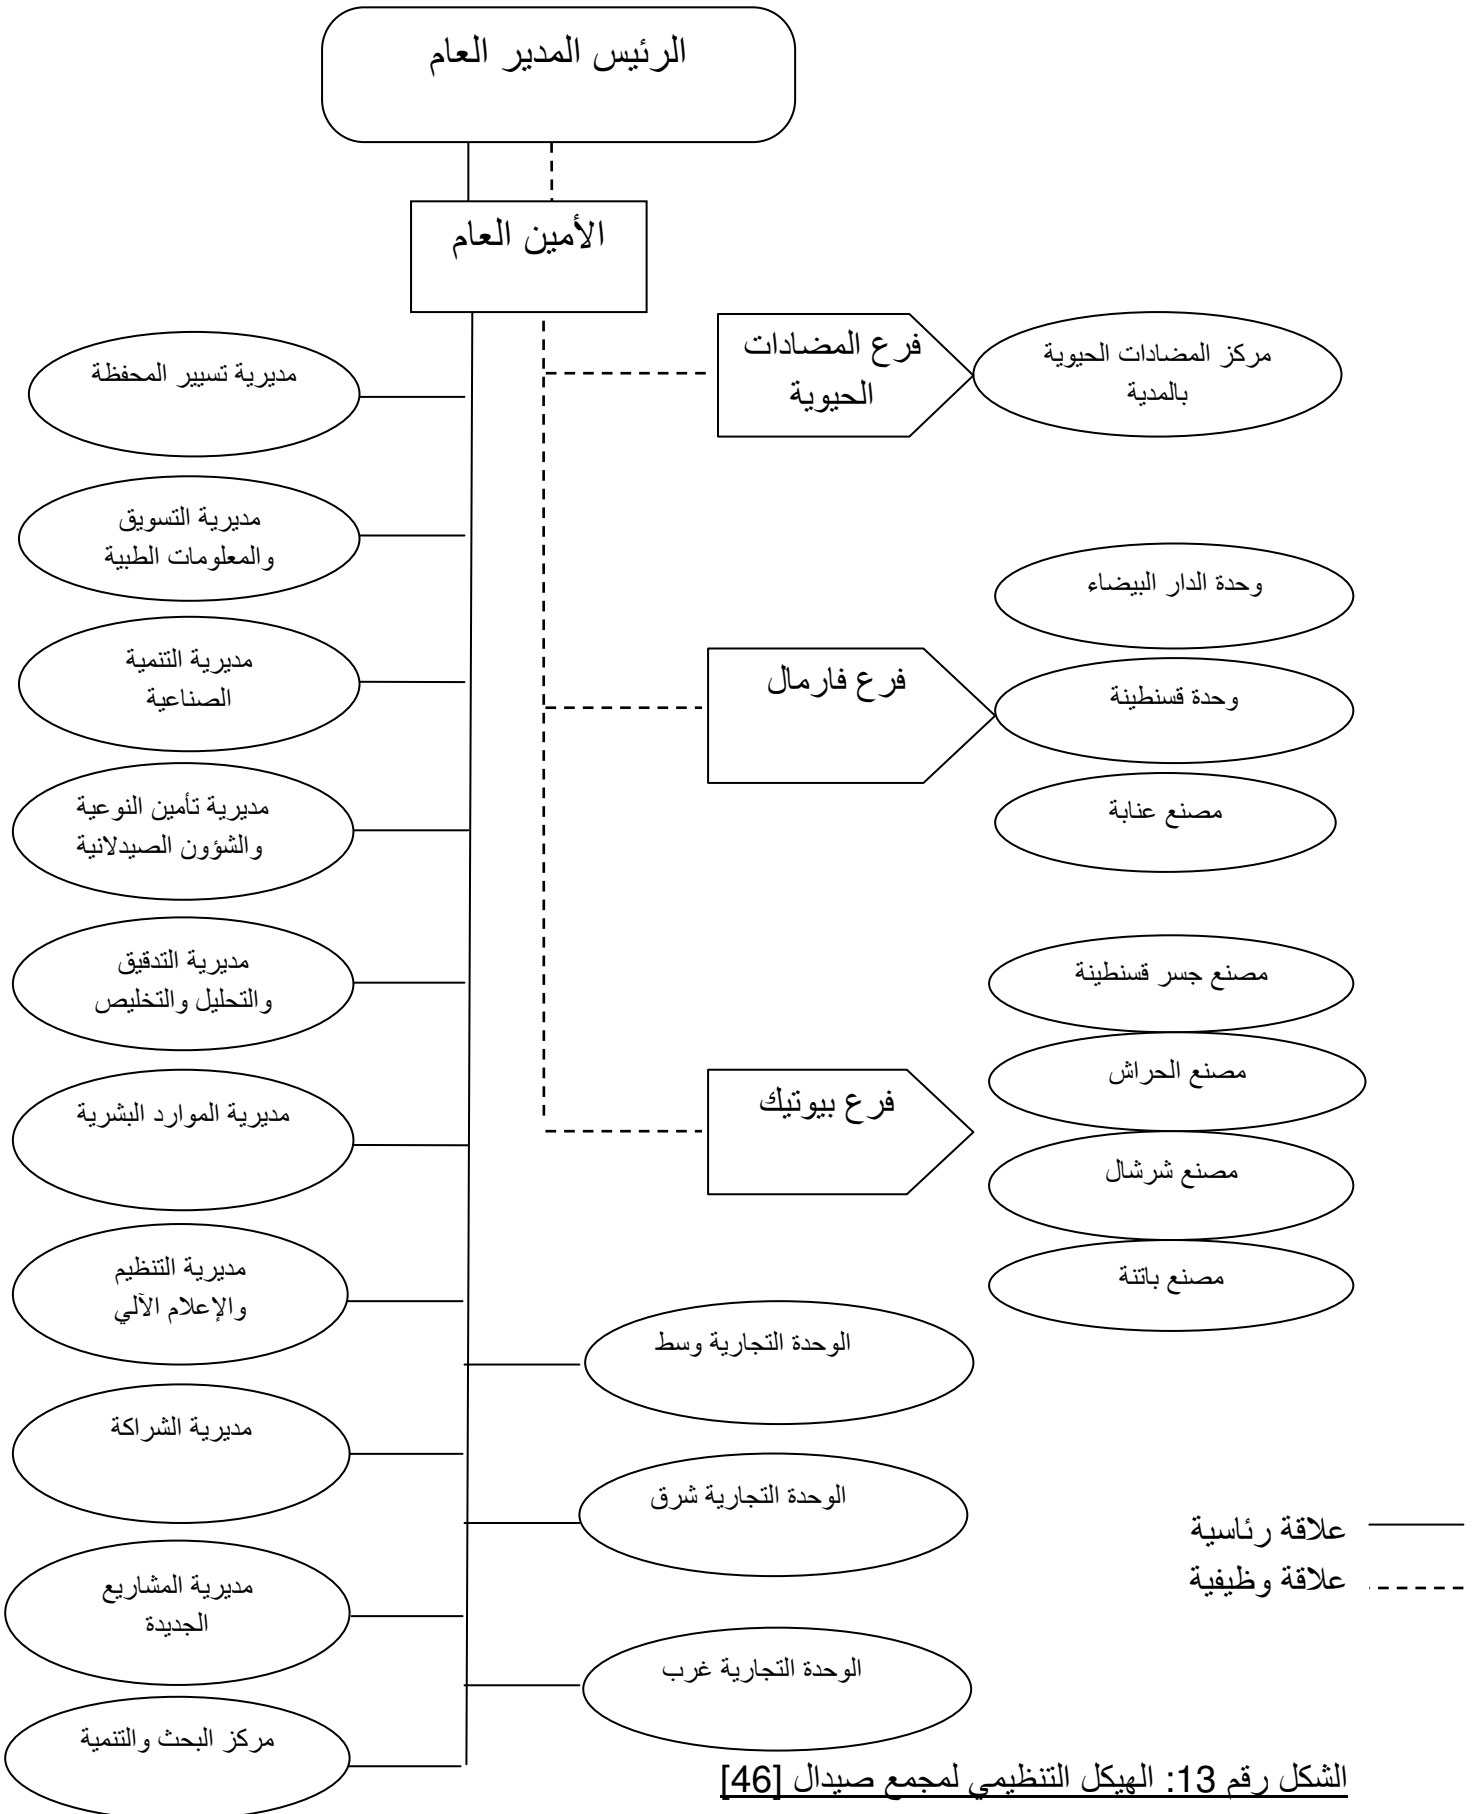 الرئيس المدير العام
الأمين العام
فرع المضادات
الحيوية
مركز المضادات الحيوية
بالمدية
مديرية تسيير المحفظة
مديرية التسويق
والمعلومات الطبية
وحدة الدار البيضاء
مديرية التنمية
الصناعية
فرع فارمال
وحدة قسنطينة
مديرية تأمين النوعية
والشؤون الصيدلانية
مصنع عنابة
مديرية التدقيق
والتحليل والتخليص
مصنع جسر قسنطينة
مصنع الحراش
فرع بيوتيك
مديرية الموارد البشرية
مصنع شرشال
مصنع باتنة
مديرية التنظيم
والإعلام الآلي
الوحدة التجارية وسط
مديرية الشراكة
الوحدة التجارية شرق
علاقة رئاسية
علاقة وظيفية
مديرية المشاريع
الجديدة
الوحدة التجارية غرب
مركز البحث والتنمية
الشكل رقم 13: الهيكل التنظيمي لمجمع صيدال [46]